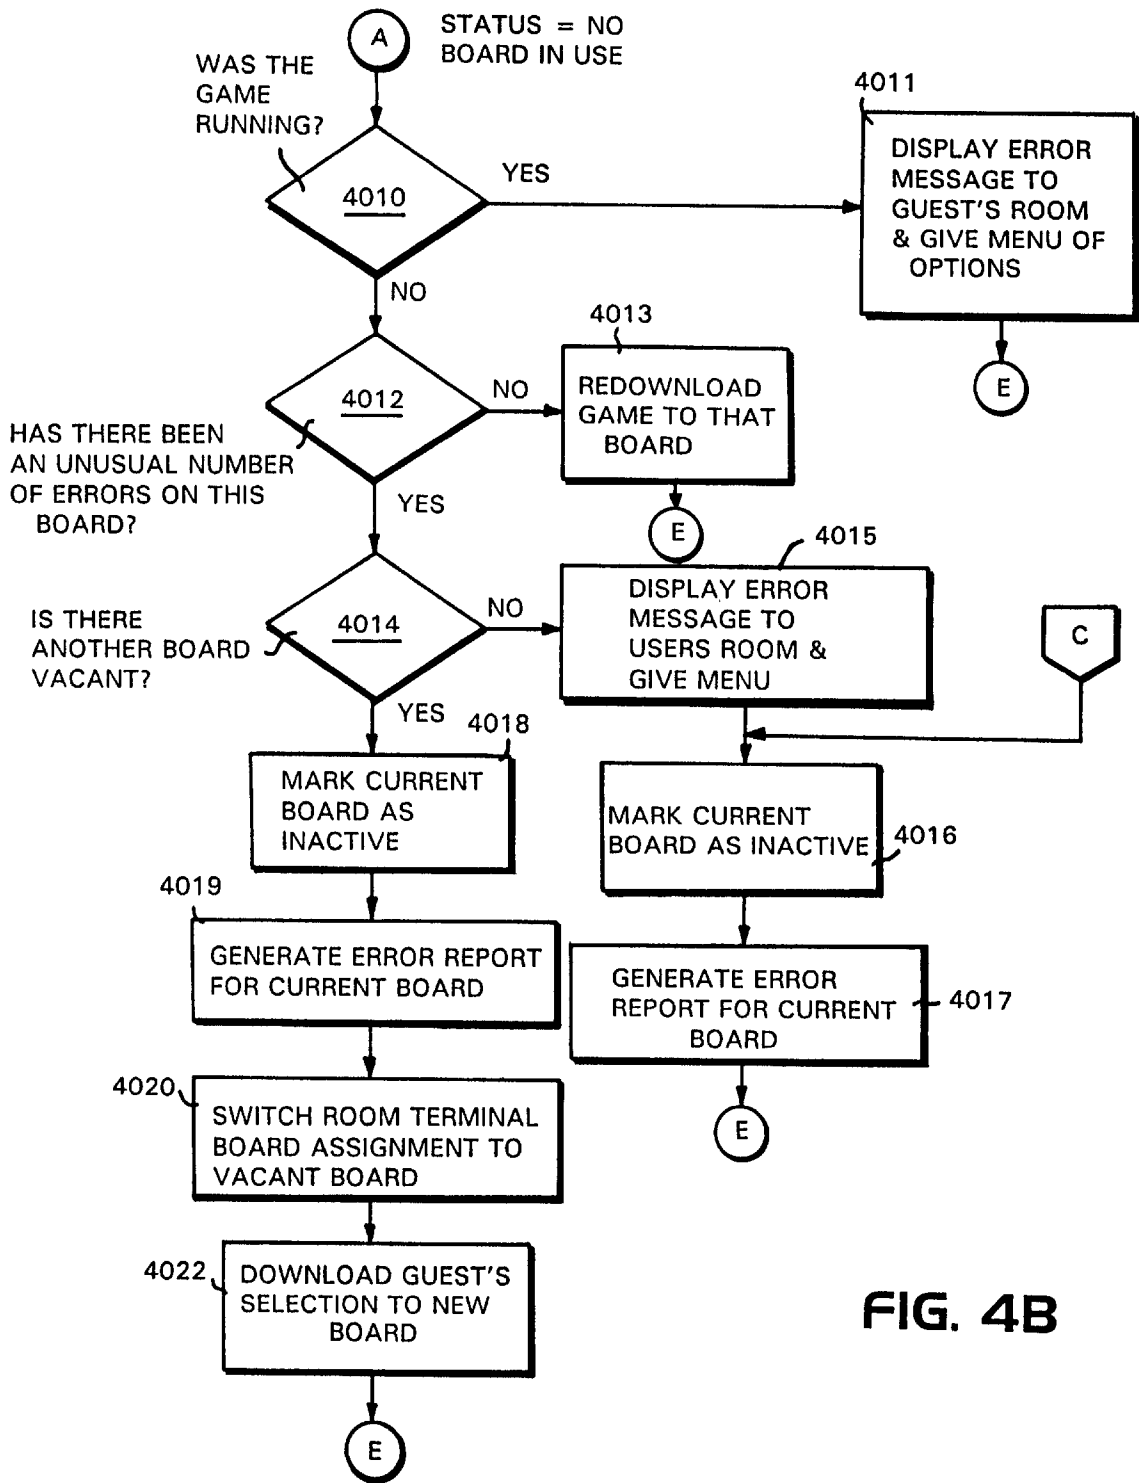 A
STATUS = NO
BOARD IN USE
WAS THE
GAME
RUNNING?
4010
YES
NO
4011
DISPLAY ERROR
MESSAGE TO
GUEST'S ROOM
& GIVE MENU OF
OPTIONS
E
4012
HAS THERE BEEN
AN UNUSUAL NUMBER
OF ERRORS ON THIS
BOARD?
NO
YES
4013
REDOWNLOAD
GAME TO THAT
BOARD
E
4014
IS THERE
ANOTHER BOARD
VACANT?
NO
YES
4015
DISPLAY ERROR
MESSAGE TO
USERS ROOM &
GIVE MENU
C
4018
MARK CURRENT
BOARD AS
INACTIVE
MARK CURRENT
BOARD AS INACTIVE
4016
4019
GENERATE ERROR REPORT
FOR CURRENT BOARD
GENERATE ERROR
REPORT FOR CURRENT
BOARD
4017
E
4020
SWITCH ROOM TERMINAL
BOARD ASSIGNMENT TO
VACANT BOARD
4022
DOWNLOAD GUEST'S
SELECTION TO NEW
BOARD
E
FIG. 4B